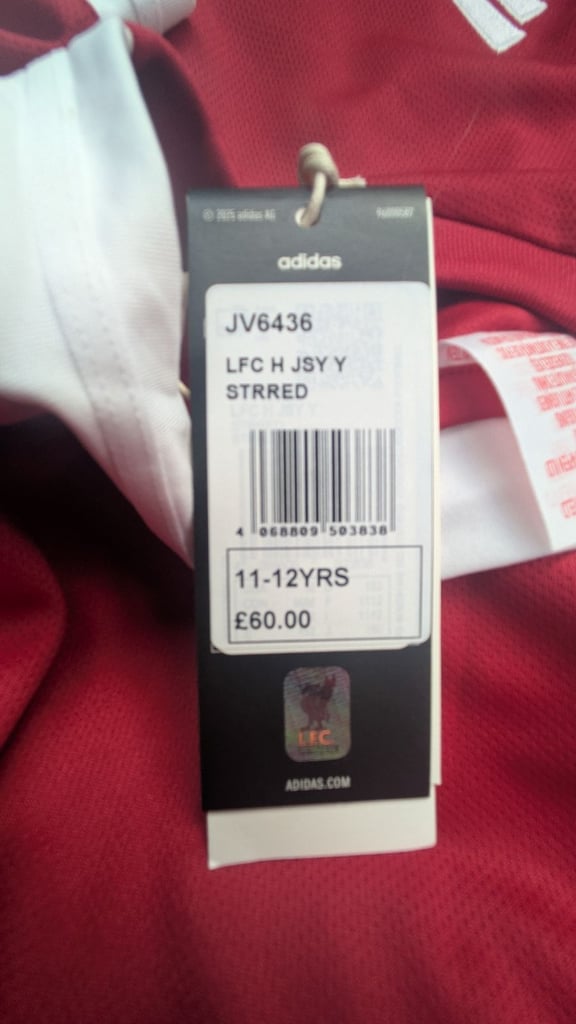 © 2025 adidas AG
adidas
JV6436
LFC H JSY Y
STRRED
4 068809 503838
11-12YRS
£60.00
LFC
ADIDAS.COM